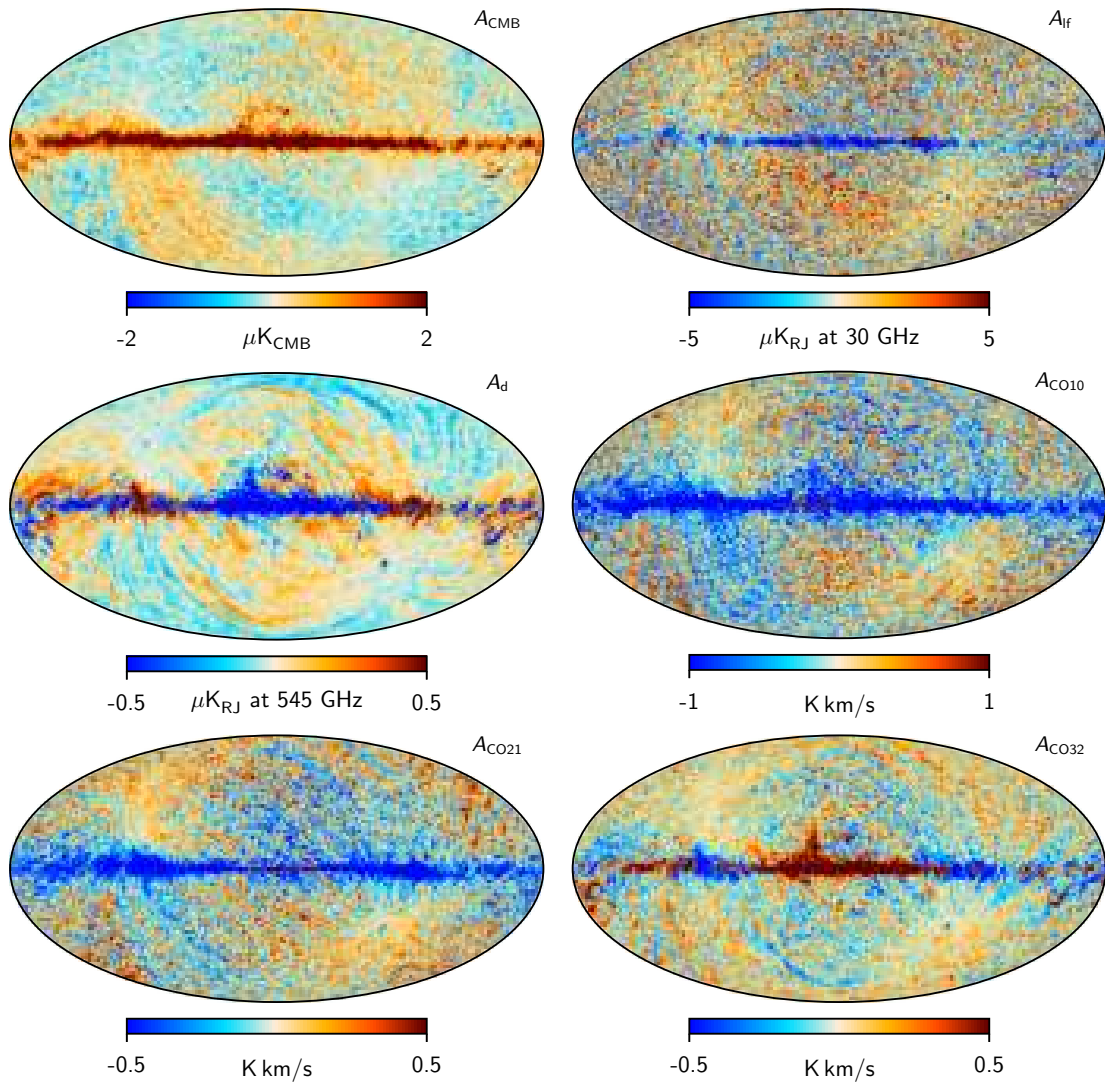 A_CMB
A_lf
-2 μK_CMB 2
-5 μK_RJ at 30 GHz 5
A_d
A_CO10
-0.5 μK_RJ at 545 GHz 0.5
-1 K km/s 1
A_CO21
A_CO32
-0.5 K km/s 0.5
-0.5 K km/s 0.5